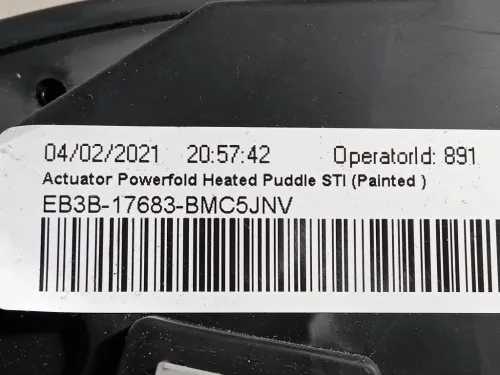 04/02/2021 20:57:42 OperatorId: 891
Actuator Powerfold Heated Puddle STI (Painted )
EB3B-17683-BMC5JNV